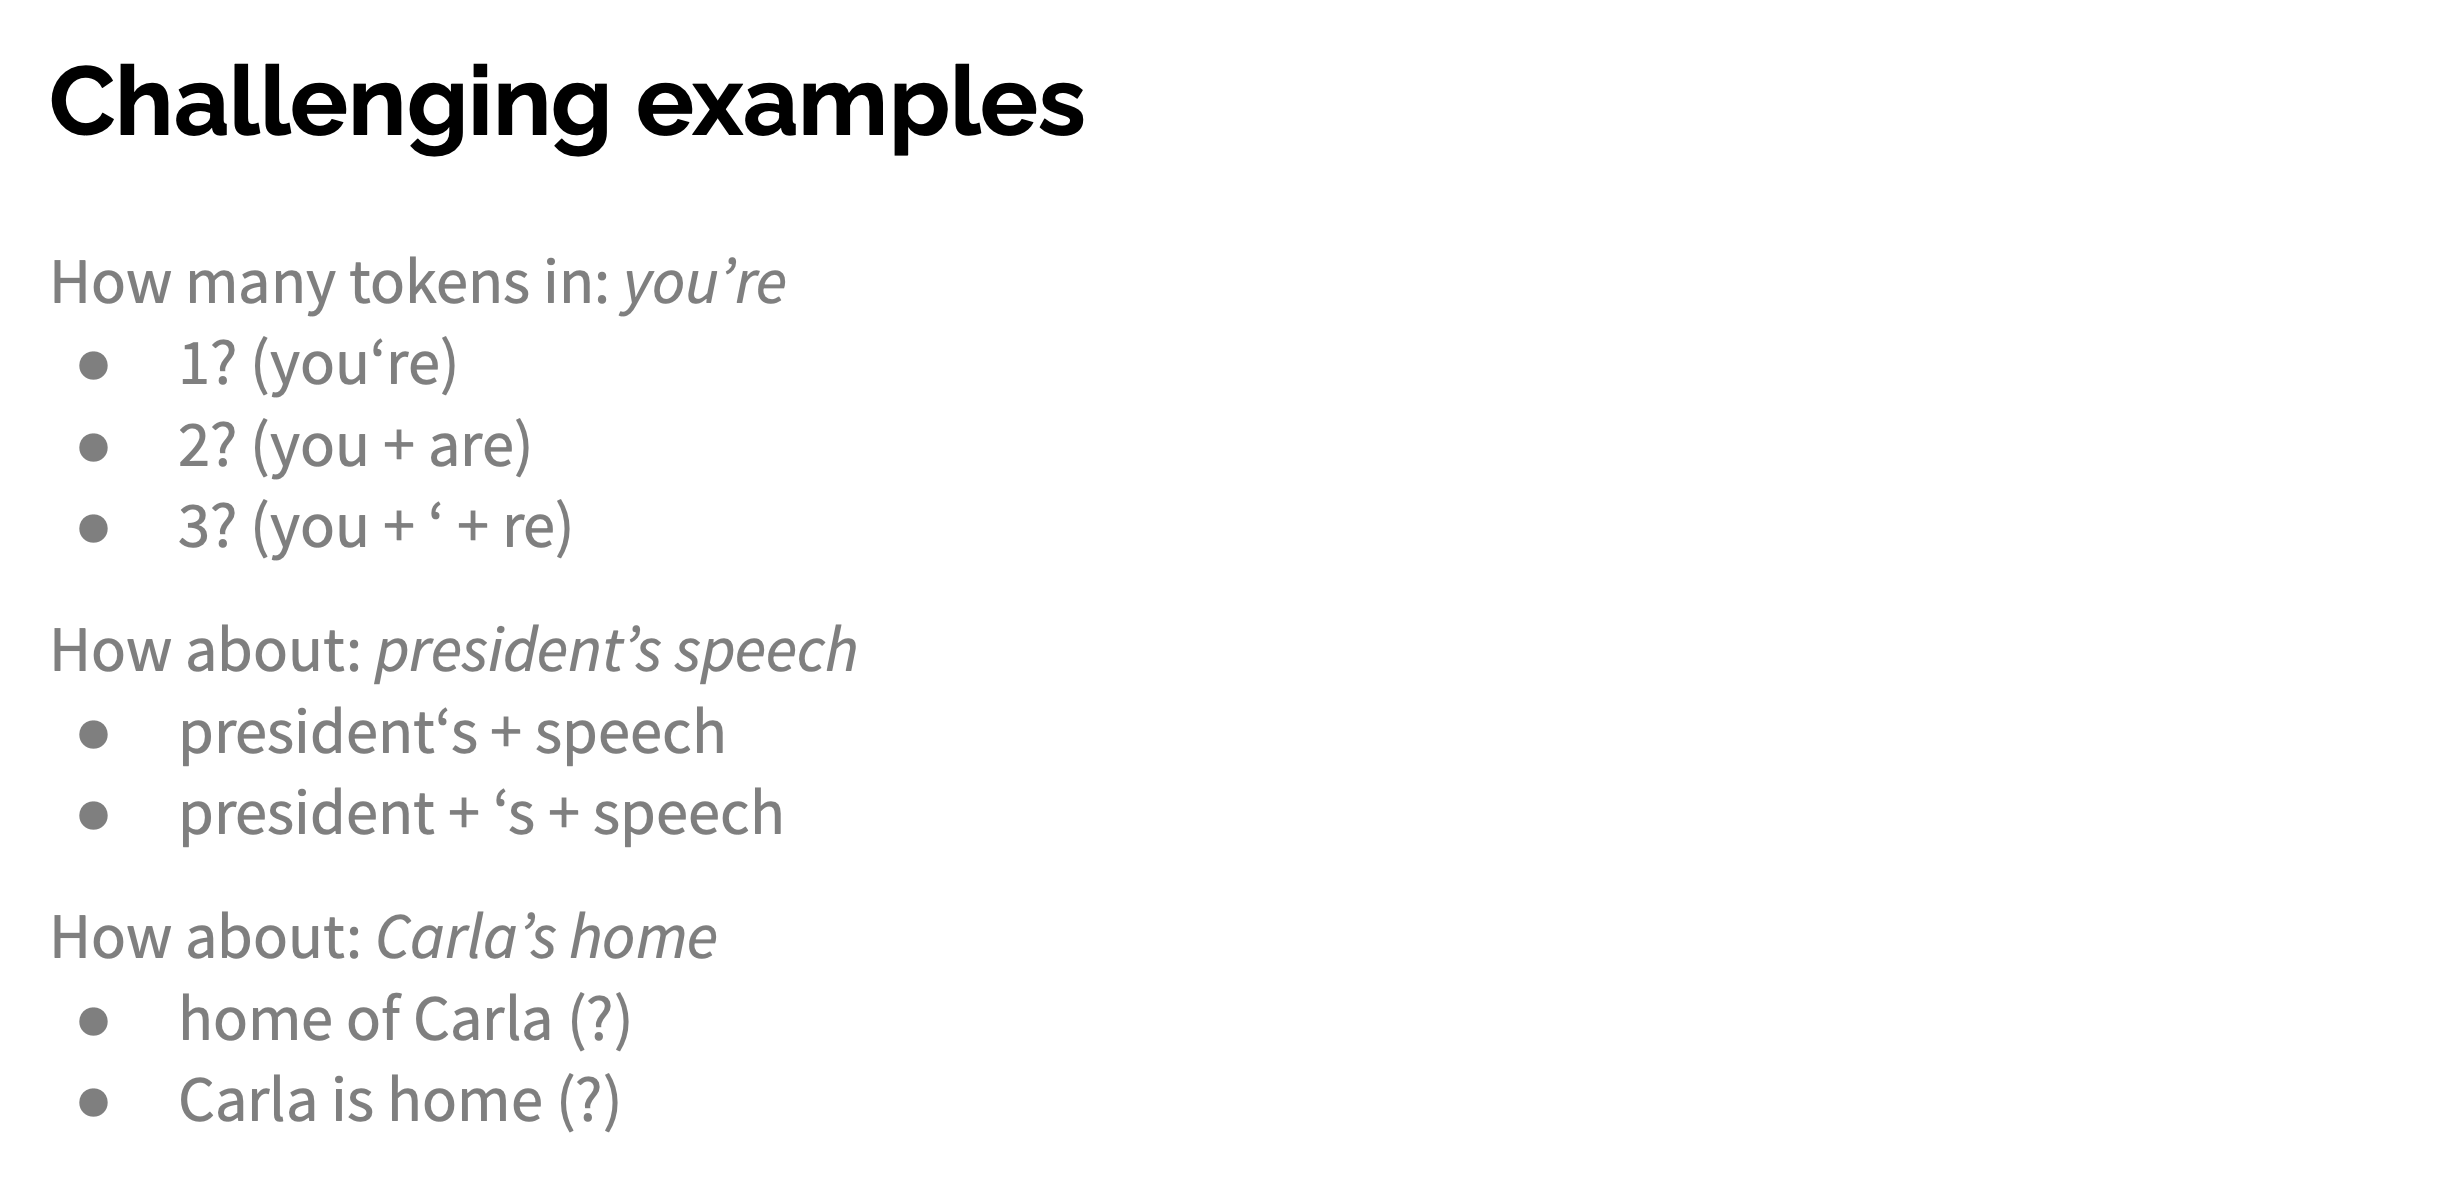 Challenging examples
How many tokens in: you’re
● 1? (you‘re)
● 2? (you + are)
● 3? (you + ‘ + re)
How about: president’s speech
● president‘s + speech
● president + ‘s + speech
How about: Carla’s home
● home of Carla (?)
● Carla is home (?)